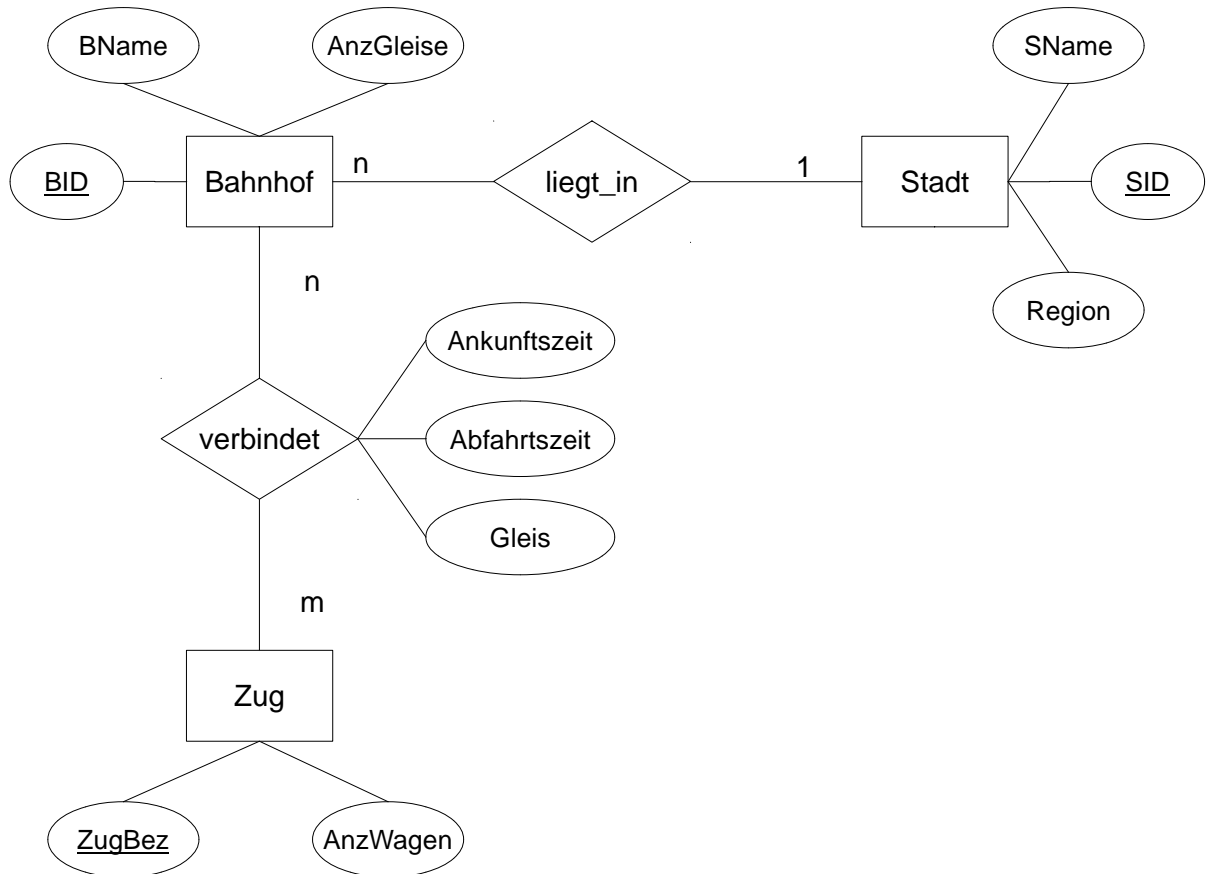 BName
AnzGleise
SName
BID
Bahnhof
n
liegt_in
1
Stadt
SID
n
Region
Ankunftszeit
verbindet
Abfahrtszeit
Gleis
m
Zug
ZugBez
AnzWagen